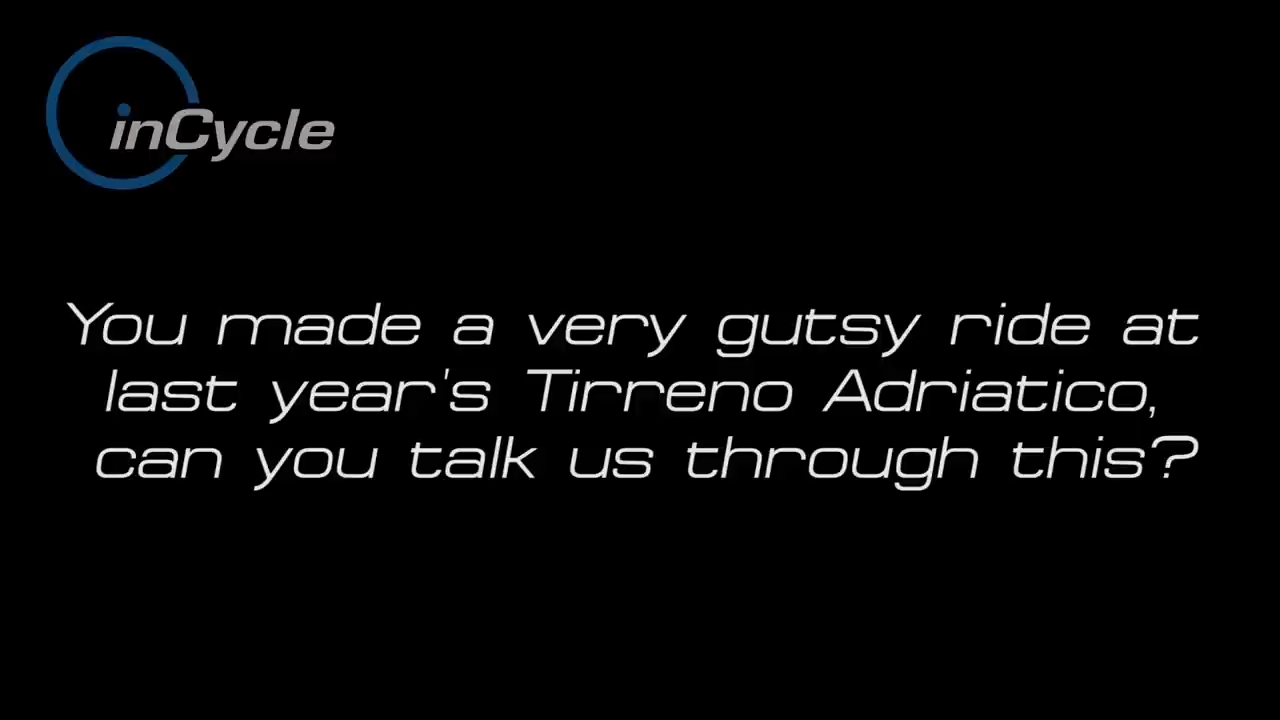 inCycle
You made a very gutsy ride at
last year's Tirreno Adriatico,
can you talk us through this?